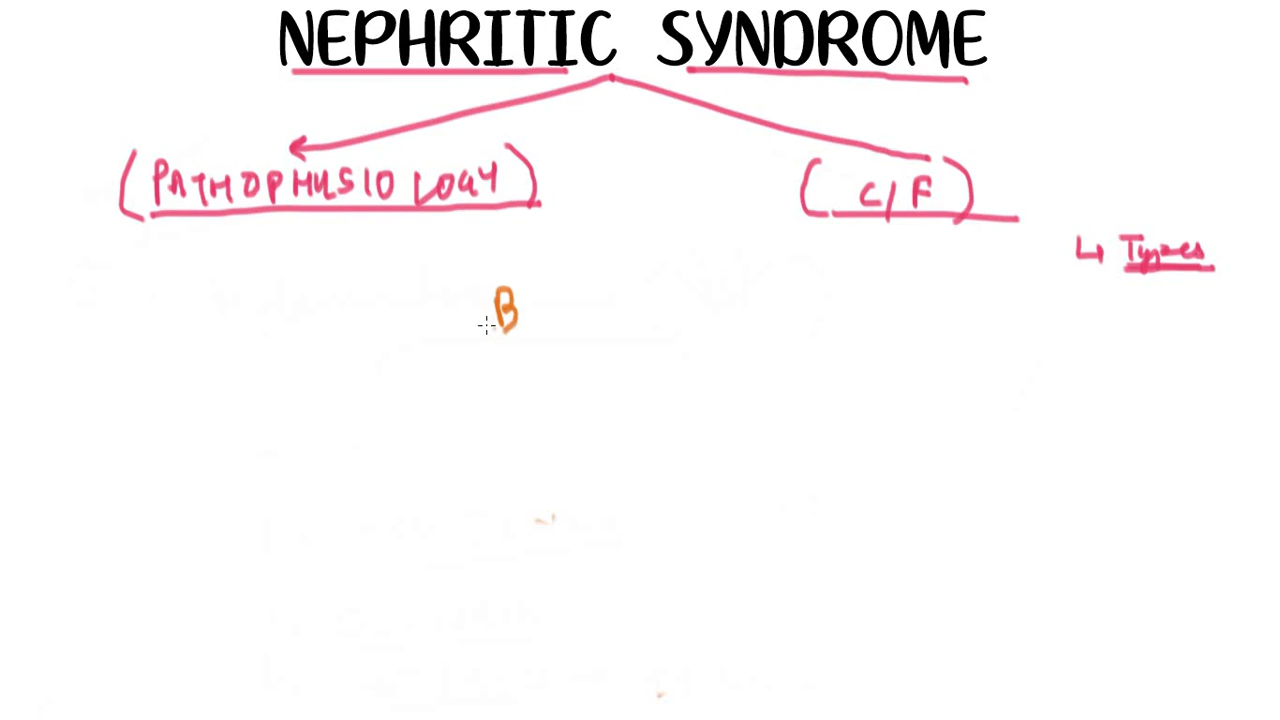 NEPHRITIC SYNDROME
(PATHOPHYSIOLOGY) (C/F)
↳ Types
B